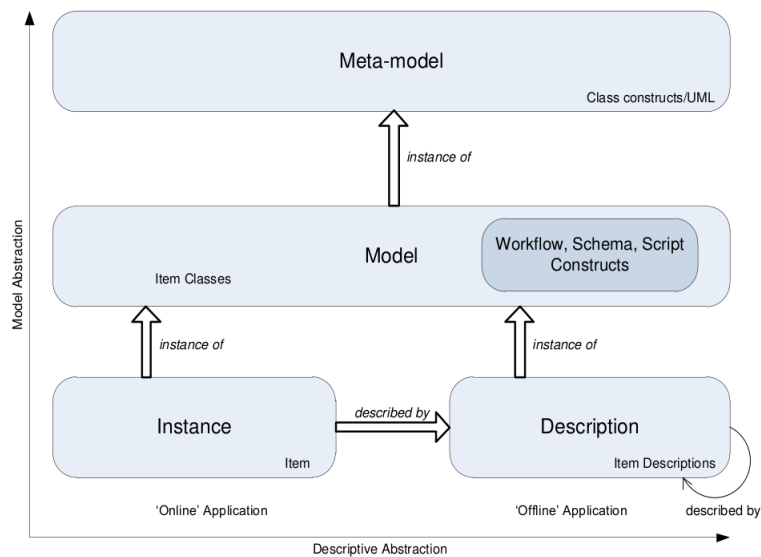 Meta-model
Class constructs/UML
instance of
Model Abstraction
Model
Workflow, Schema, Script
Constructs
Item Classes
instance of
instance of
Instance
described by
Description
Item
Item Descriptions
‘Online’ Application
‘Offline’ Application
described by
Descriptive Abstraction